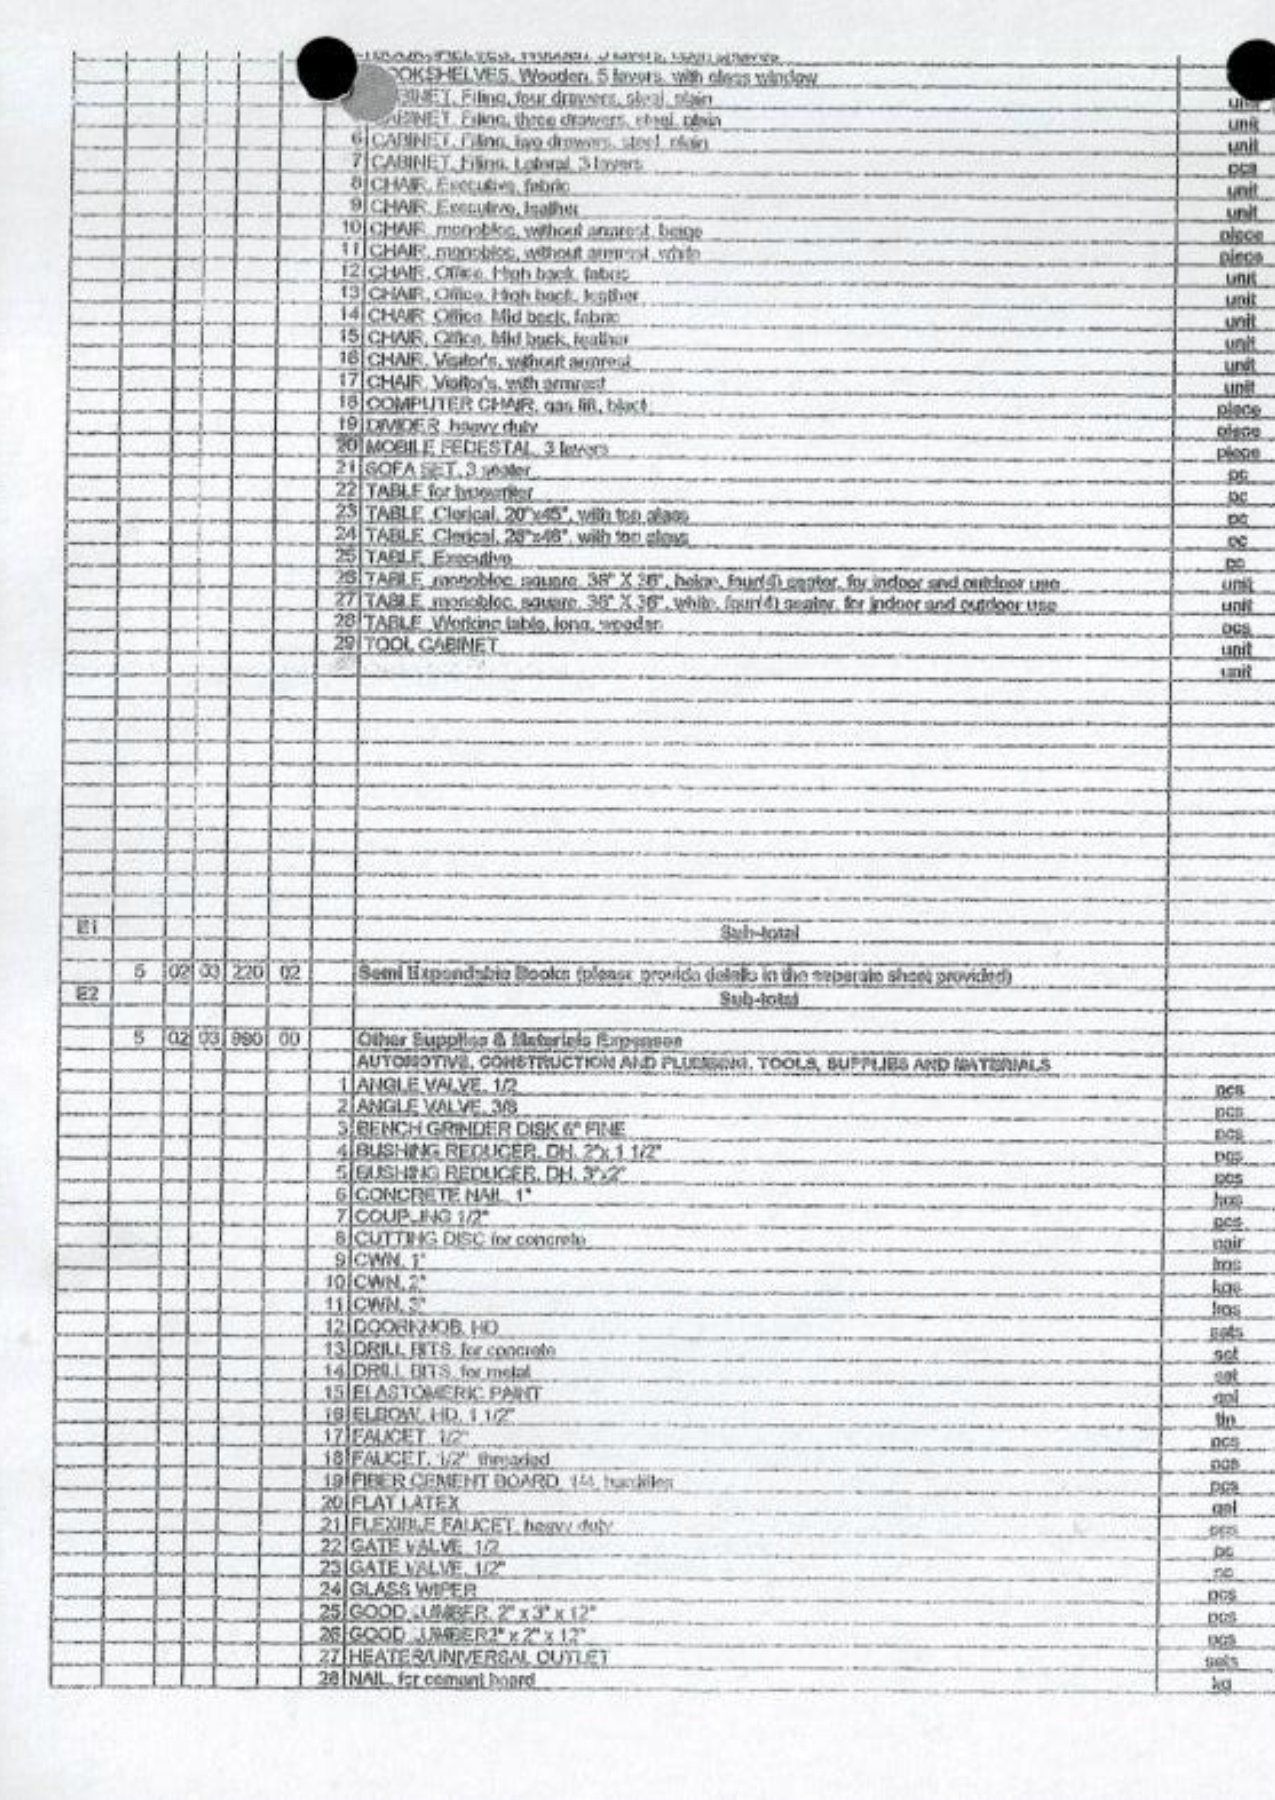 BOOKSHELVES, Wooden, 5 layers, with glass window
CABINET, Filing, four drawers, steel, plain unit
CABINET, Filing, three drawers, steel, plain unit
6 CABINET, Filing, two drawers, steel, plain unit
7 CABINET, Filing, Lateral, 3 layers pcs
8 CHAIR, Executive, fabric unit
9 CHAIR, Executive, leather unit
10 CHAIR, monobloc, without armrest, beige piece
11 CHAIR, monobloc, without armrest, white piece
12 CHAIR, Office, High back, fabric unit
13 CHAIR, Office, High back, leather unit
14 CHAIR, Office, Mid back, fabric unit
15 CHAIR, Office, Mid back, leather unit
16 CHAIR, Visitor's, without armrest unit
17 CHAIR, Visitor's, with armrest unit
18 COMPUTER CHAIR, gas lift, black piece
19 DIVIDER, heavy duty piece
20 MOBILE PEDESTAL, 3 layers piece
21 SOFA SET, 3 seater pc
22 TABLE for typewriter pc
23 TABLE, Clerical, 20"x45", with top glass pc
24 TABLE, Clerical, 28"x46", with top glass pc
25 TABLE, Executive pc
26 TABLE, monobloc, square, 36" X 36", beige, four(4) seater, for indoor and outdoor use unit
27 TABLE, monobloc, square, 36" X 36", white, four(4) seater, for indoor and outdoor use unit
28 TABLE, Working table, long, wooden pcs
29 TOOL CABINET unit
unit
E1 Sub-total
5 02 03 220 02 Semi Expendable Books (please provide details in the seperate sheet provided)
E2 Sub-total
5 02 03 990 00 Other Supplies & Materials Expenses
AUTOMOTIVE, CONSTRUCTION AND PLUMBING, TOOLS, SUPPLIES AND MATERIALS
1 ANGLE VALVE, 1/2 pcs
2 ANGLE VALVE, 3/8 pcs
3 BENCH GRINDER DISK 6" FINE pcs
4 BUSHING REDUCER, DH, 2"x 1 1/2" pcs
5 BUSHING REDUCER, DH, 3"x2" pcs
6 CONCRETE NAIL, 1" kgs
7 COUPLING 1/2" pcs
8 CUTTING DISC for concrete pair
9 CWN, 1" kgs
10 CWN, 2" kgs
11 CWN, 3" kgs
12 DOORKNOB, HD sets
13 DRILL BITS, for concrete set
14 DRILL BITS, for metal set
15 ELASTOMERIC PAINT gal
16 ELBOW, HD, 1 1/2" tin
17 FAUCET, 1/2" pcs
18 FAUCET, 1/2" threaded pcs
19 FIBER CEMENT BOARD, 1/4, hardiflex pcs
20 FLAT LATEX gal
21 FLEXIBLE FAUCET, heavy duty pcs
22 GATE VALVE, 1/2 pc
23 GATE VALVE, 1/2" pc
24 GLASS WIPER pcs
25 GOOD LUMBER, 2" x 3" x 12" pcs
26 GOOD LUMBER 2" x 2" x 12" pcs
27 HEATER/UNIVERSAL OUTLET sets
28 NAIL, for cement board kg